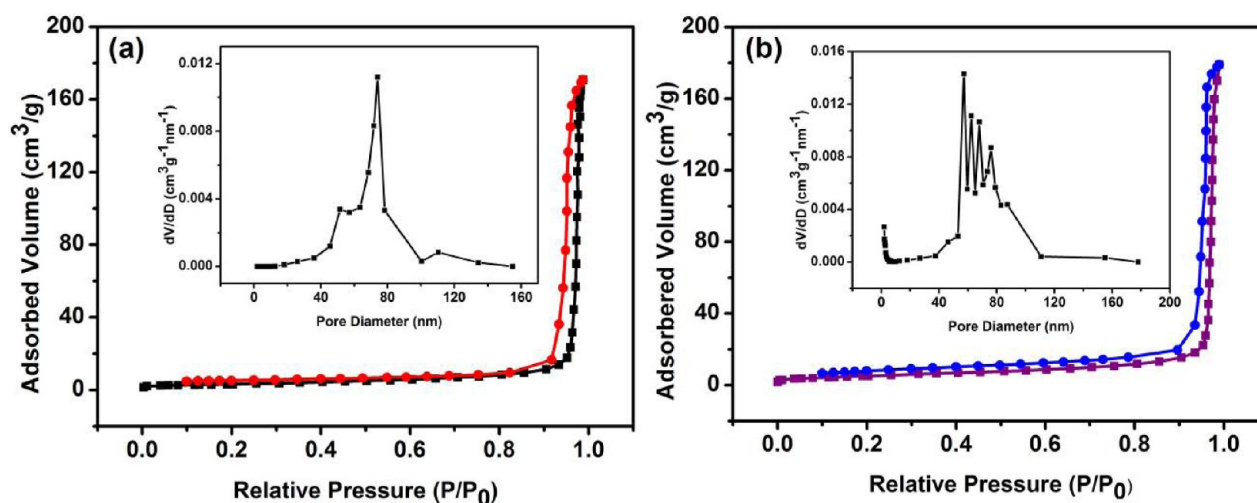 (a)
Adsorbed Volume (cm³/g)
200
160
120
80
40
0
0.0 0.2 0.4 0.6 0.8 1.0
Relative Pressure (P/P₀)
dV/dD (cm³g⁻¹nm⁻¹)
0.012
0.008
0.004
0.000
0 40 80 120 160
Pore Diameter (nm)
(b)
Adsorbered Volume (cm³/g)
200
160
120
80
40
0
0.0 0.2 0.4 0.6 0.8 1.0
Relative Pressure (P/P₀)
dV/dD (cm³g⁻¹nm⁻¹)
0.016
0.012
0.008
0.004
0.000
0 40 80 120 160 200
Pore Diameter (nm)